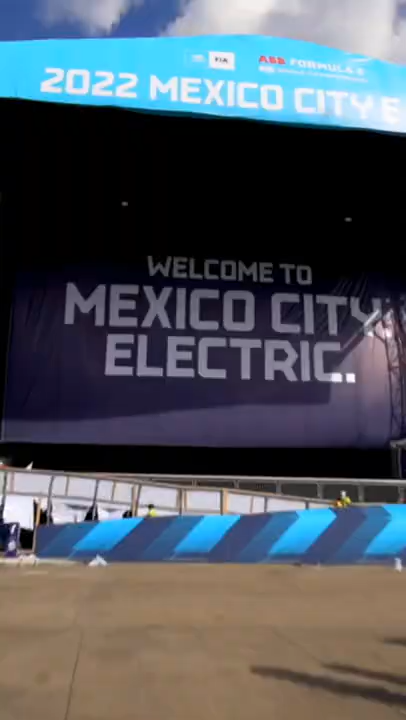 FIA
ABB FORMULA E
2022 MEXICO CITY E
WELCOME TO
MEXICO CITY.
ELECTRIC.